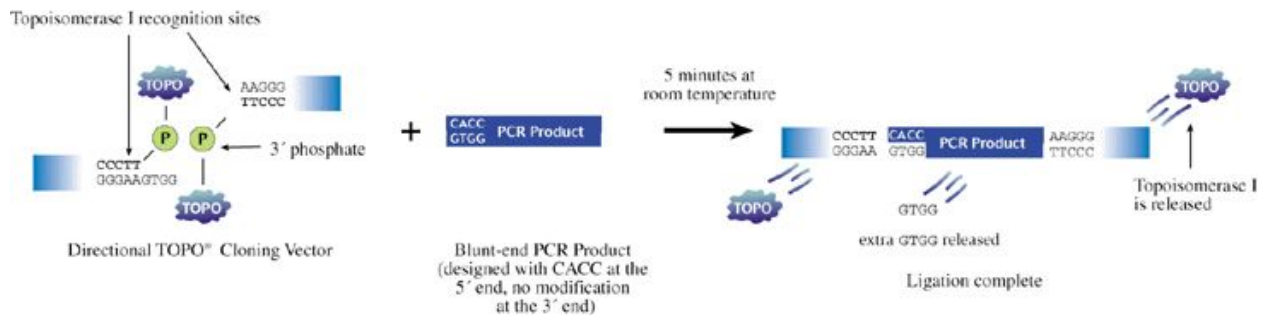 Topoisomerase I recognition sites
TOPO
AAGGG
TTCCC
P
P
3´ phosphate
CCCTT
GGGAAGTGG
TOPO
Directional TOPO® Cloning Vector
+
CACC
GTGG
PCR Product
Blunt-end PCR Product
(designed with CACC at the
5´ end, no modification
at the 3´ end)
5 minutes at
room temperature
CCCTT
GGGAA
CACC
GTGG
PCR Product
AAGGG
TTCCC
TOPO
TOPO
GTGG
extra GTGG released
Topoisomerase I
is released
Ligation complete